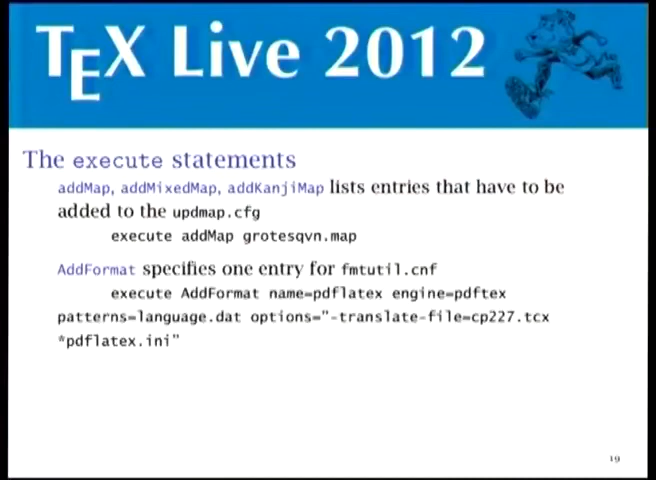 TEX Live 2012
The execute statements
addMap, addMixedMap, addKanjiMap lists entries that have to be
added to the updmap.cfg
execute addMap grotesqvn.map
AddFormat specifies one entry for fmtutil.cnf
execute AddFormat name=pdflatex engine=pdftex
patterns=language.dat options="-translate-file=cp227.tcx
*pdflatex.ini"
19